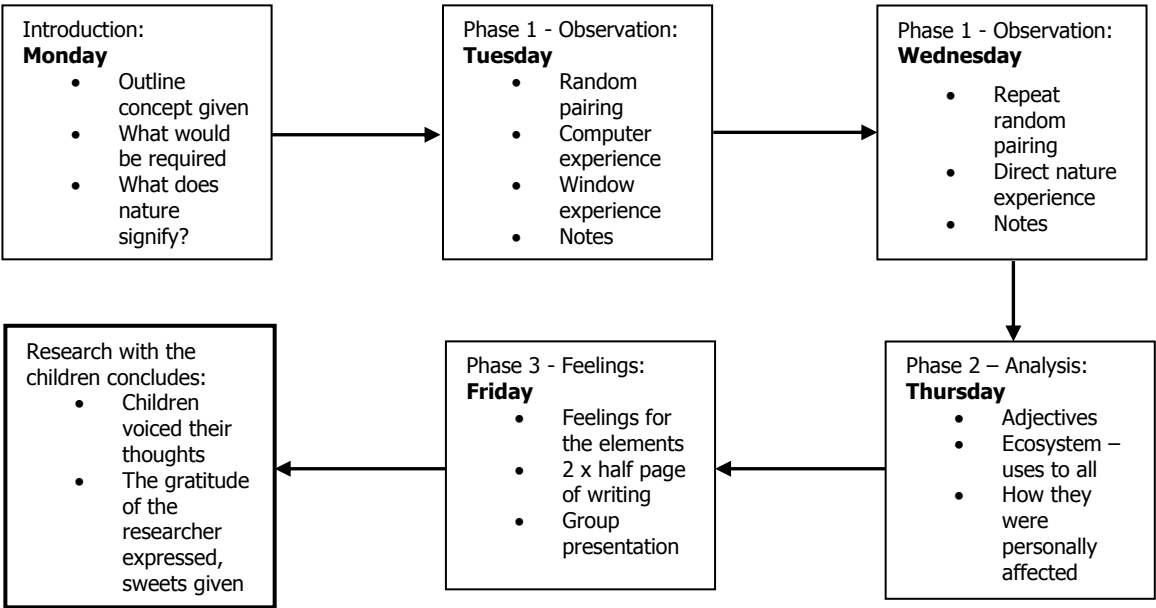 Introduction:
Monday
• Outline
concept given
• What would
be required
• What does
nature
signify?
Phase 1 - Observation:
Tuesday
• Random
pairing
• Computer
experience
• Window
experience
• Notes
Phase 1 - Observation:
Wednesday
• Repeat
random
pairing
• Direct nature
experience
• Notes
Phase 2 – Analysis:
Thursday
• Adjectives
• Ecosystem –
uses to all
• How they
were
personally
affected
Phase 3 - Feelings:
Friday
• Feelings for
the elements
• 2 x half page
of writing
• Group
presentation
Research with the
children concludes:
• Children
voiced their
thoughts
• The gratitude
of the
researcher
expressed,
sweets given